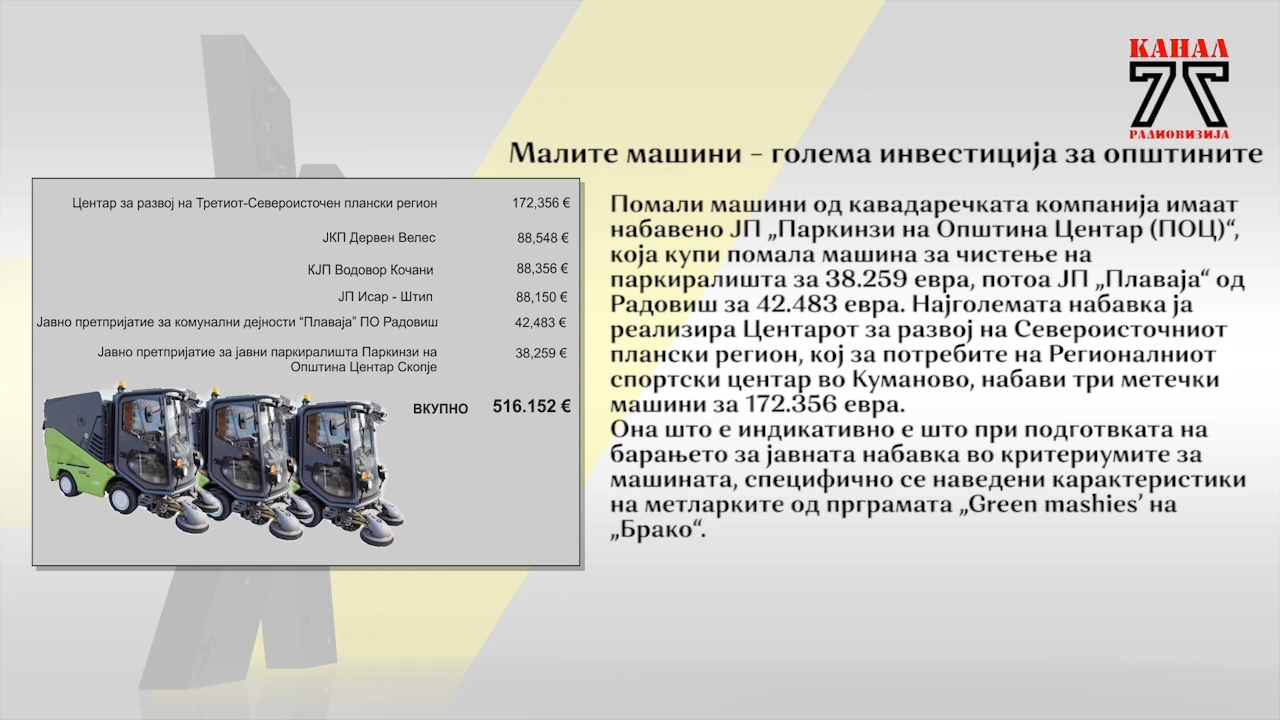 КАНАЛ
77
РАДИОВИЗИЈА
Малите машини – голема инвестиција за општините
Центар за развој на Третиот-Североисточен плански регион 172,356 €
ЈКП Дервен Велес 88,548 €
КЈП Водовор Кочани 88,356 €
ЈП Исар - Штип 88,150 €
Јавно претпријатие за комунални дејности “Плаваја” ПО Радовиш 42,483 €
Јавно претпријатие за јавни паркиралишта Паркинзи на 38,259 €
Општина Центар Скопје
ВКУПНО 516.152 €
Помали машини од кавадаречката компанија имаат
набавено ЈП „Паркинзи на Општина Центар (ПОЦ)“,
која купи помала машина за чистење на
паркиралишта за 38.259 евра, потоа ЈП „Плаваја“ од
Радовиш за 42.483 евра. Најголемата набавка ја
реализира Центарот за развој на Североисточниот
плански регион, кој за потребите на Регионалниот
спортски центар во Куманово, набави три метечки
машини за 172.356 евра.
Она што е индикативно е што при подготвката на
барањето за јавната набавка во критериумите за
машината, специфично се наведени карактеристики
на метларките од прграмата „Green mashies’ на
„Брако“.